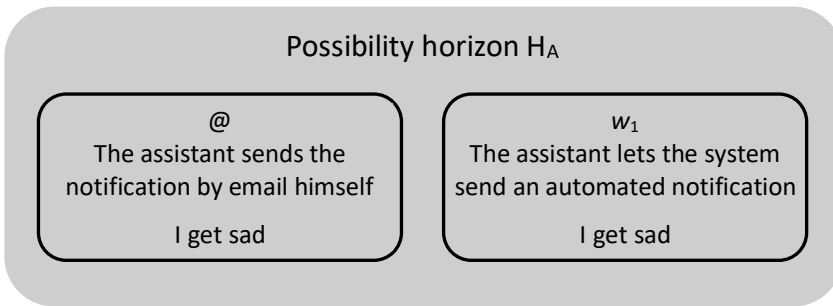 Possibility horizon H_A
@
The assistant sends the
notification by email himself
I get sad
w₁
The assistant lets the system
send an automated notification
I get sad